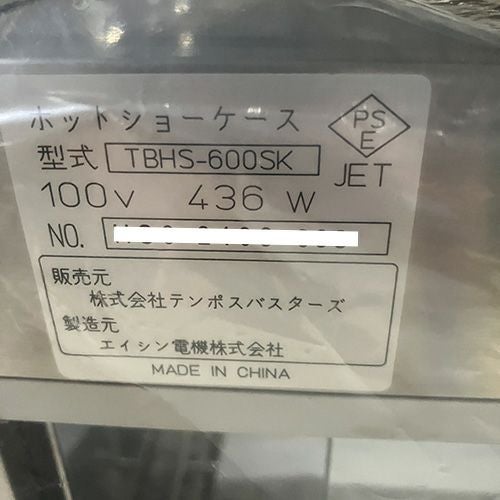 ホットショーケース
PS
E
型式 TBHS-600SK
JET
100V 436 W
NO.
販売元
株式会社テンポスバスターズ
製造元
エイシン電機株式会社
MADE IN CHINA